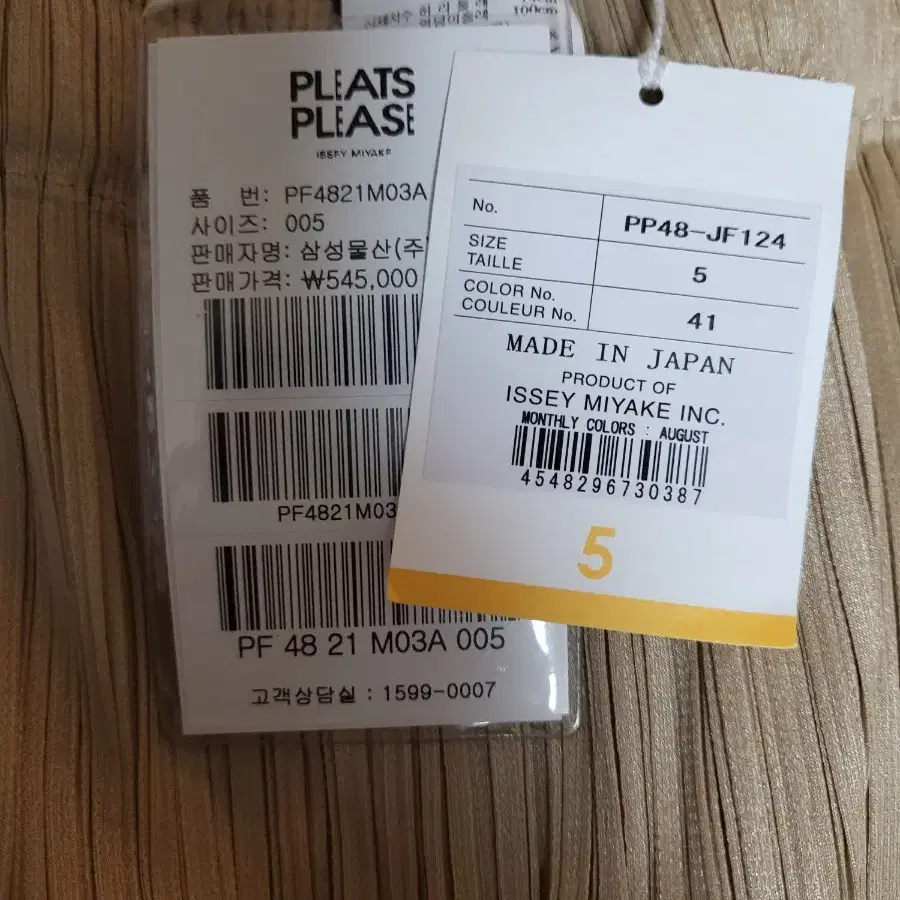 100cm
PLEATS
PLEASE
ISSEY MIYAKE
품 번: PF4821M03A
사이즈: 005
판매자명: 삼성물산(주
판매가격: ₩545,000
PF4821M03
PF 48 21 M03A 005
고객상담실 : 1599-0007
No. PP48-JF124
SIZE
TAILLE 5
COLOR No.
COULEUR No. 41
MADE IN JAPAN
PRODUCT OF
ISSEY MIYAKE INC.
MONTHLY COLORS : AUGUST
4548296730387
5